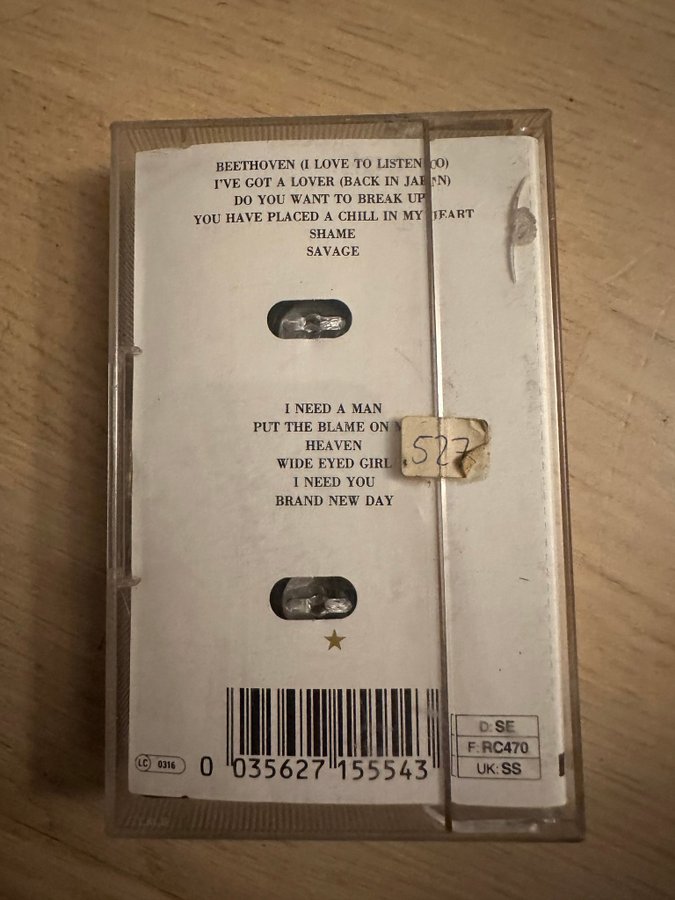 BEETHOVEN (I LOVE TO LISTEN TO)
I'VE GOT A LOVER (BACK IN JAPAN)
DO YOU WANT TO BREAK UP
YOU HAVE PLACED A CHILL IN MY HEART
SHAME
SAVAGE
I NEED A MAN
PUT THE BLAME ON
HEAVEN
WIDE EYED GIRL
527
I NEED YOU
BRAND NEW DAY
LC 0316
0 035627 155543
D: SE
F: RC470
UK: SS